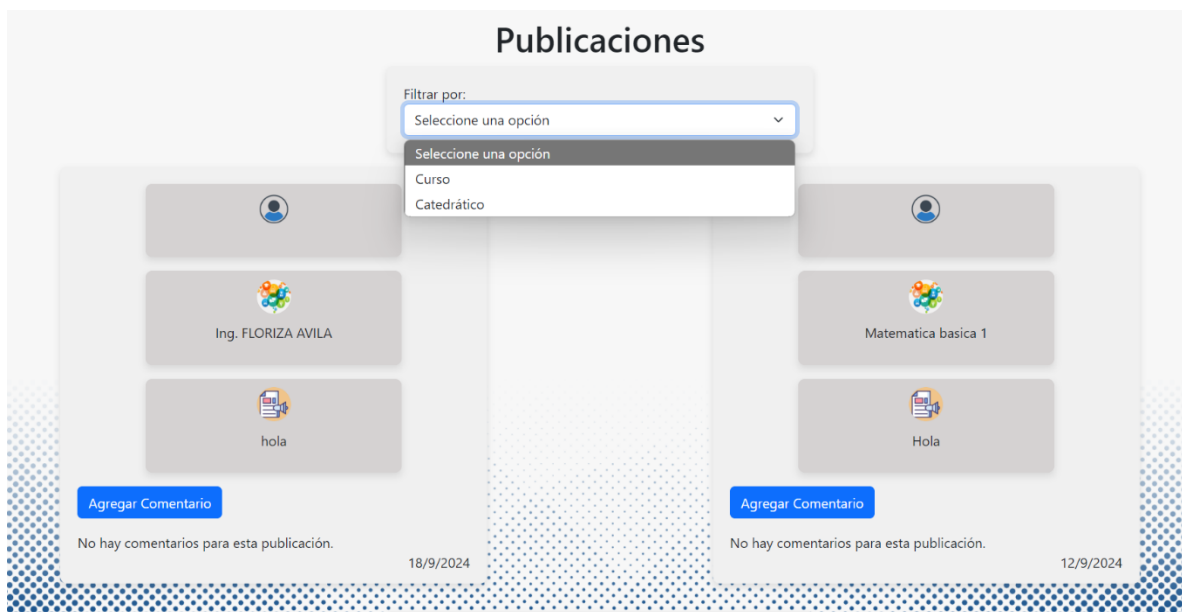 Publicaciones
Filtrar por:
Seleccione una opción
Seleccione una opción
Curso
Catedrático
Ing. FLORIZA AVILA
hola
Agregar Comentario
No hay comentarios para esta publicación.
18/9/2024
Matematica basica 1
Hola
Agregar Comentario
No hay comentarios para esta publicación.
12/9/2024